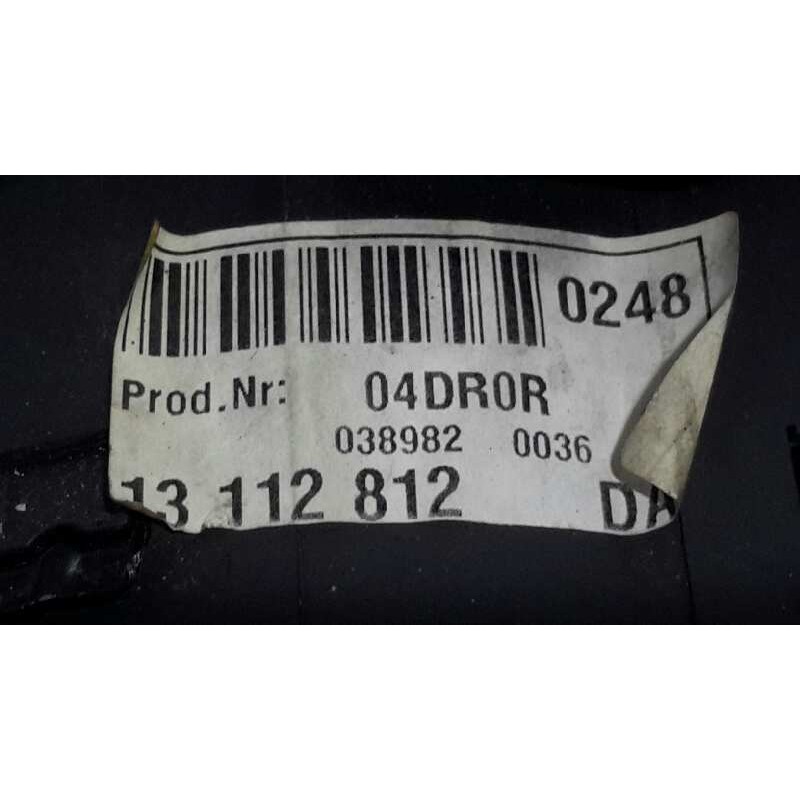 0248
Prod.Nr: 04DR0R
038982 0036
13 112 812 DA